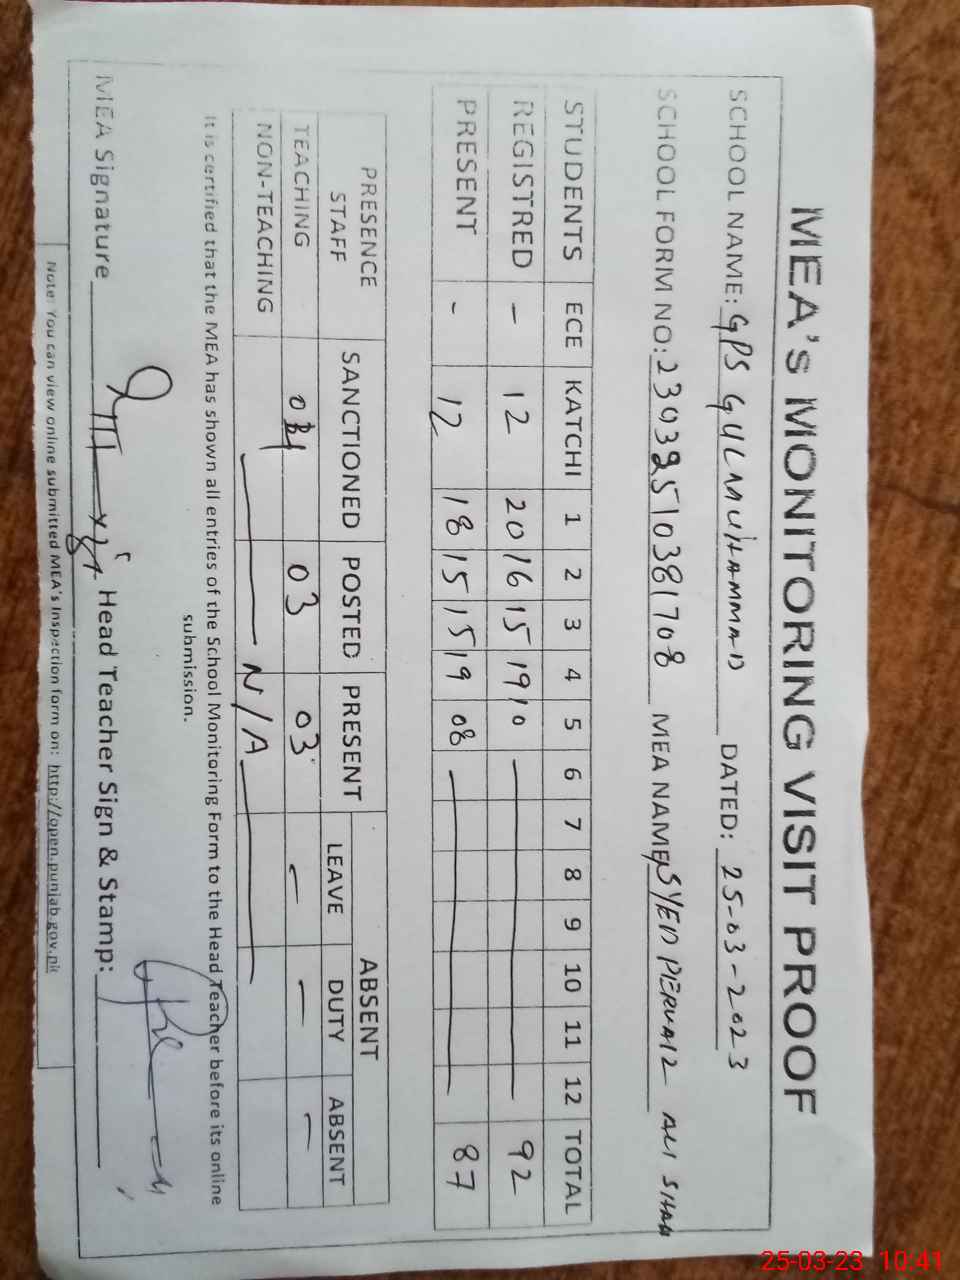 MEA's MONITORING VISIT PROOF
SCHOOL NAME: GPS GULMUHAMMAD DATED: 25-03-2023
SCHOOL FORM NO: MEA NAME SYED PERVAIZ ALI SHAH
STUDENTS ECE KATCHI 1 2 3 4 5 6 7 8 9 10 11 12 TOTAL
REGISTRED - 12 20 16 15 19 10 92
PRESENT - 12 18 15 15 19 08 87
PRESENCE STAFF SANCTIONED POSTED PRESENT ABSENT
LEAVE DUTY ABSENT
TEACHING 03 03 - - -
NON-TEACHING N/A
It is certified that the MEA has shown all entries of the School Monitoring Form to the Head Teacher before its online
submission.
MEA Signature Head Teacher Sign & Stamp:
Note: You can view online submitted MEA's Inspection form on: http://open.punjab.gov.pk
25-03-23 10:41